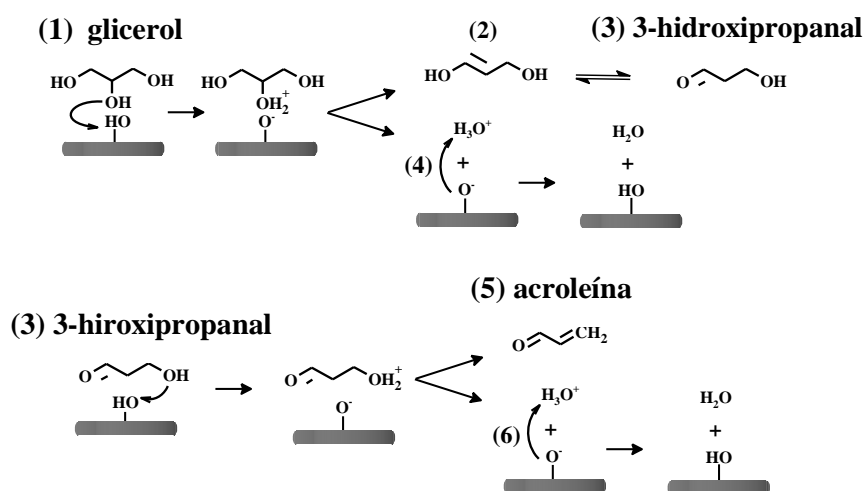 (1) glicerol
(2)
(3) 3-hidroxipropanal
HO OH
OH
HO
HO OH
OH₂⁺
O⁻
HO OH
O OH
(4)
H₃O⁺
+
O⁻
H₂O
+
HO
(5) acroleína
(3) 3-hiroxipropanal
O OH
HO
O OH₂⁺
O⁻
O CH₂
(6)
H₃O⁺
+
O⁻
H₂O
+
HO